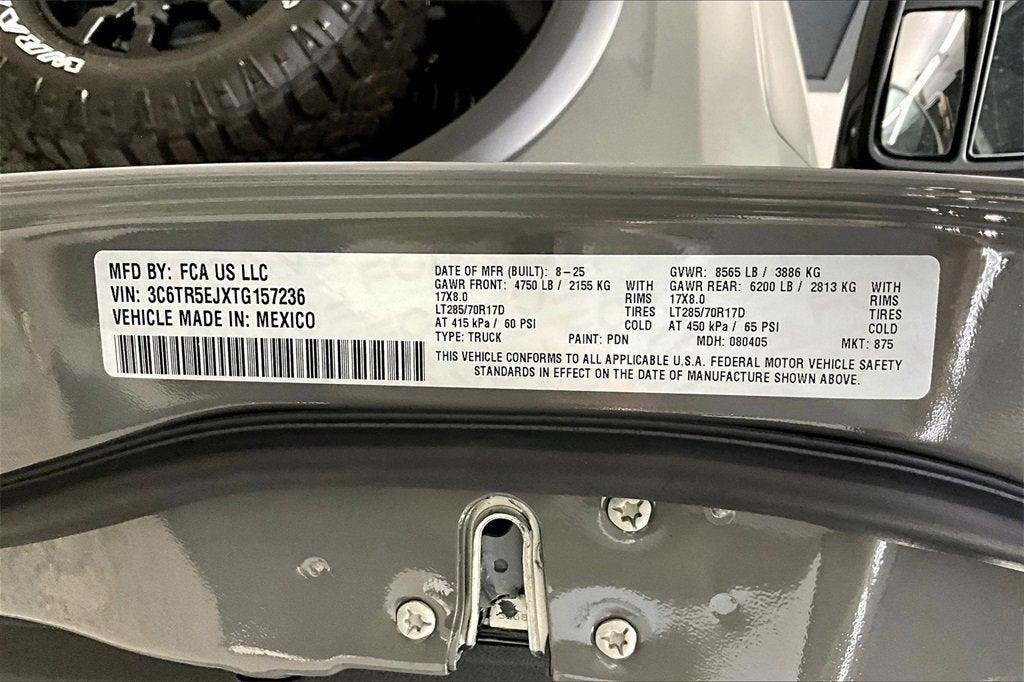 WRA
MFD BY: FCA US LLC
VIN: 3C6TR5EJXTG157236
VEHICLE MADE IN: MEXICO
DATE OF MFR (BUILT): 8-25
GAWR FRONT: 4750 LB / 2155 KG WITH
17X8.0 RIMS
LT285/70R17D TIRES
AT 415 kPa / 60 PSI COLD
TYPE: TRUCK PAINT: PDN
GVWR: 8565 LB / 3886 KG
GAWR REAR: 6200 LB / 2813 KG WITH
17X8.0 RIMS
LT285/70R17D TIRES
AT 450 kPa / 65 PSI COLD
MDH: 080405 MKT: 875
THIS VEHICLE CONFORMS TO ALL APPLICABLE U.S.A. FEDERAL MOTOR VEHICLE SAFETY
STANDARDS IN EFFECT ON THE DATE OF MANUFACTURE SHOWN ABOVE.